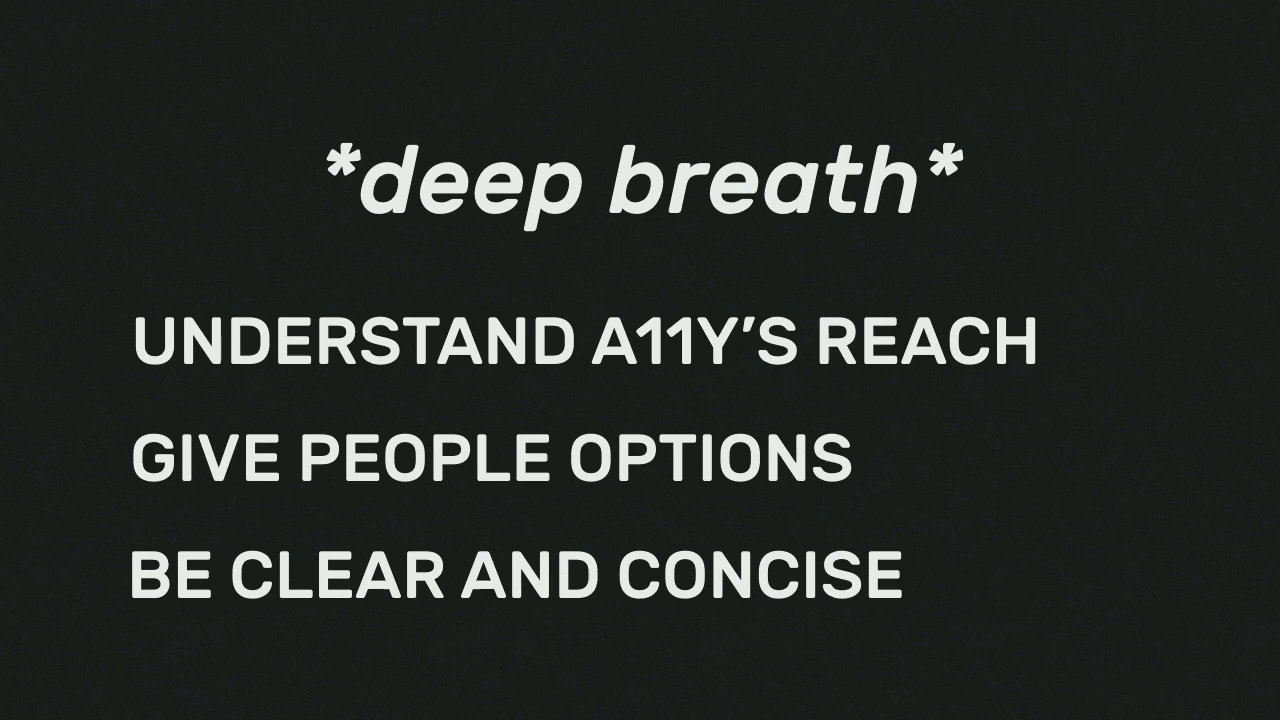 *deep breath*
UNDERSTAND A11Y’S REACH
GIVE PEOPLE OPTIONS
BE CLEAR AND CONCISE